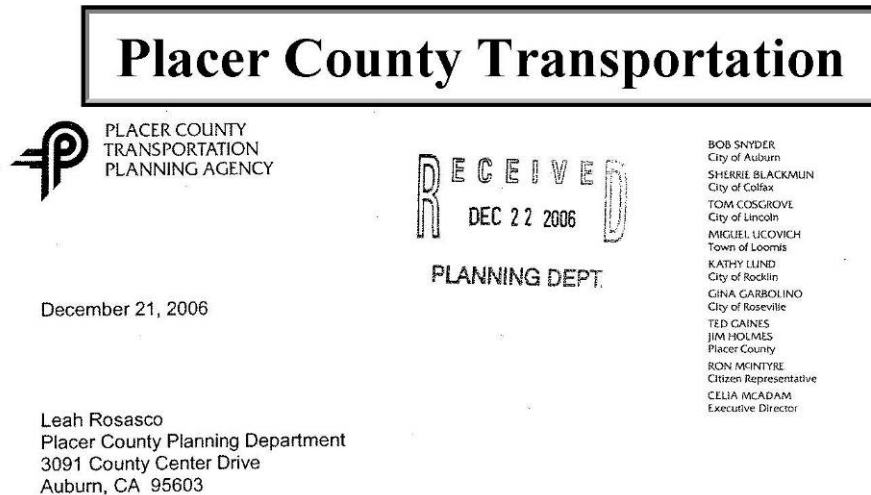 Placer County Transportation
PLACER COUNTY
TRANSPORTATION
PLANNING AGENCY
RECEIVED
DEC 22 2006
PLANNING DEPT.
BOB SNYDER
City of Auburn
SHERRIE BLACKMUN
City of Colfax
TOM COSGROVE
City of Lincoln
MIGUEL UCOVICH
Town of Loomis
KATHY LUND
City of Rocklin
GINA GARBOLINO
City of Roseville
TED GAINES
JIM HOLMES
Placer County
RON MCINTYRE
Citizen Representative
CELIA MCADAM
Executive Director
December 21, 2006
Leah Rosasco
Placer County Planning Department
3091 County Center Drive
Auburn, CA 95603